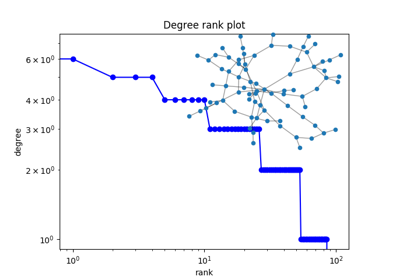 Degree rank plot
degree
6 × 10⁰
4 × 10⁰
3 × 10⁰
2 × 10⁰
10⁰
10⁰ 10¹ 10²
rank